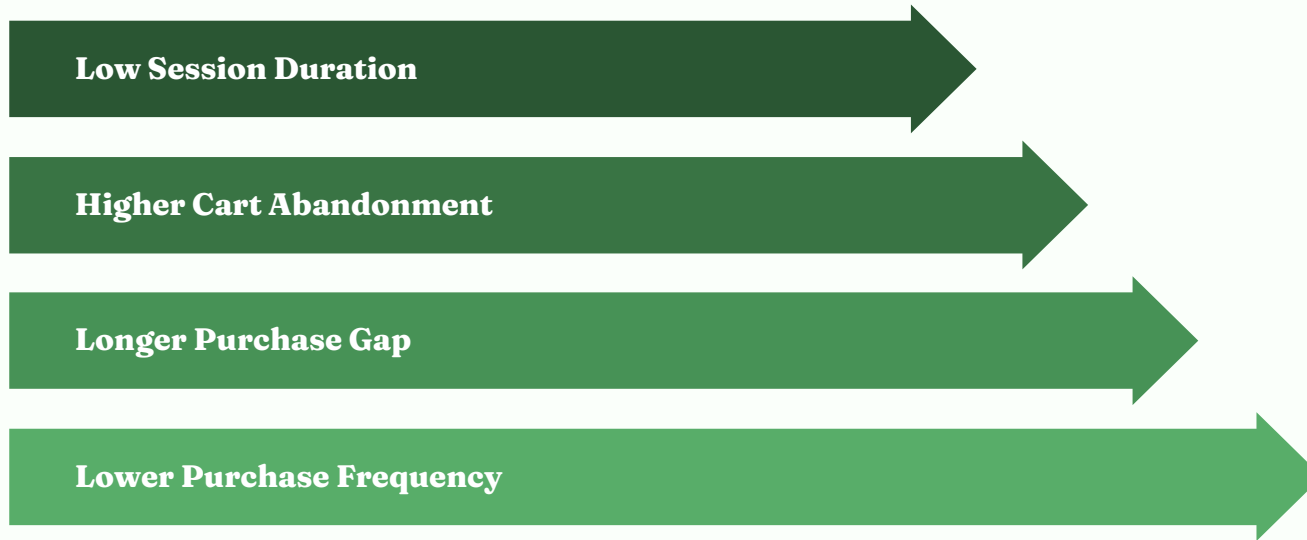 Low Session Duration
Higher Cart Abandonment
Longer Purchase Gap
Lower Purchase Frequency